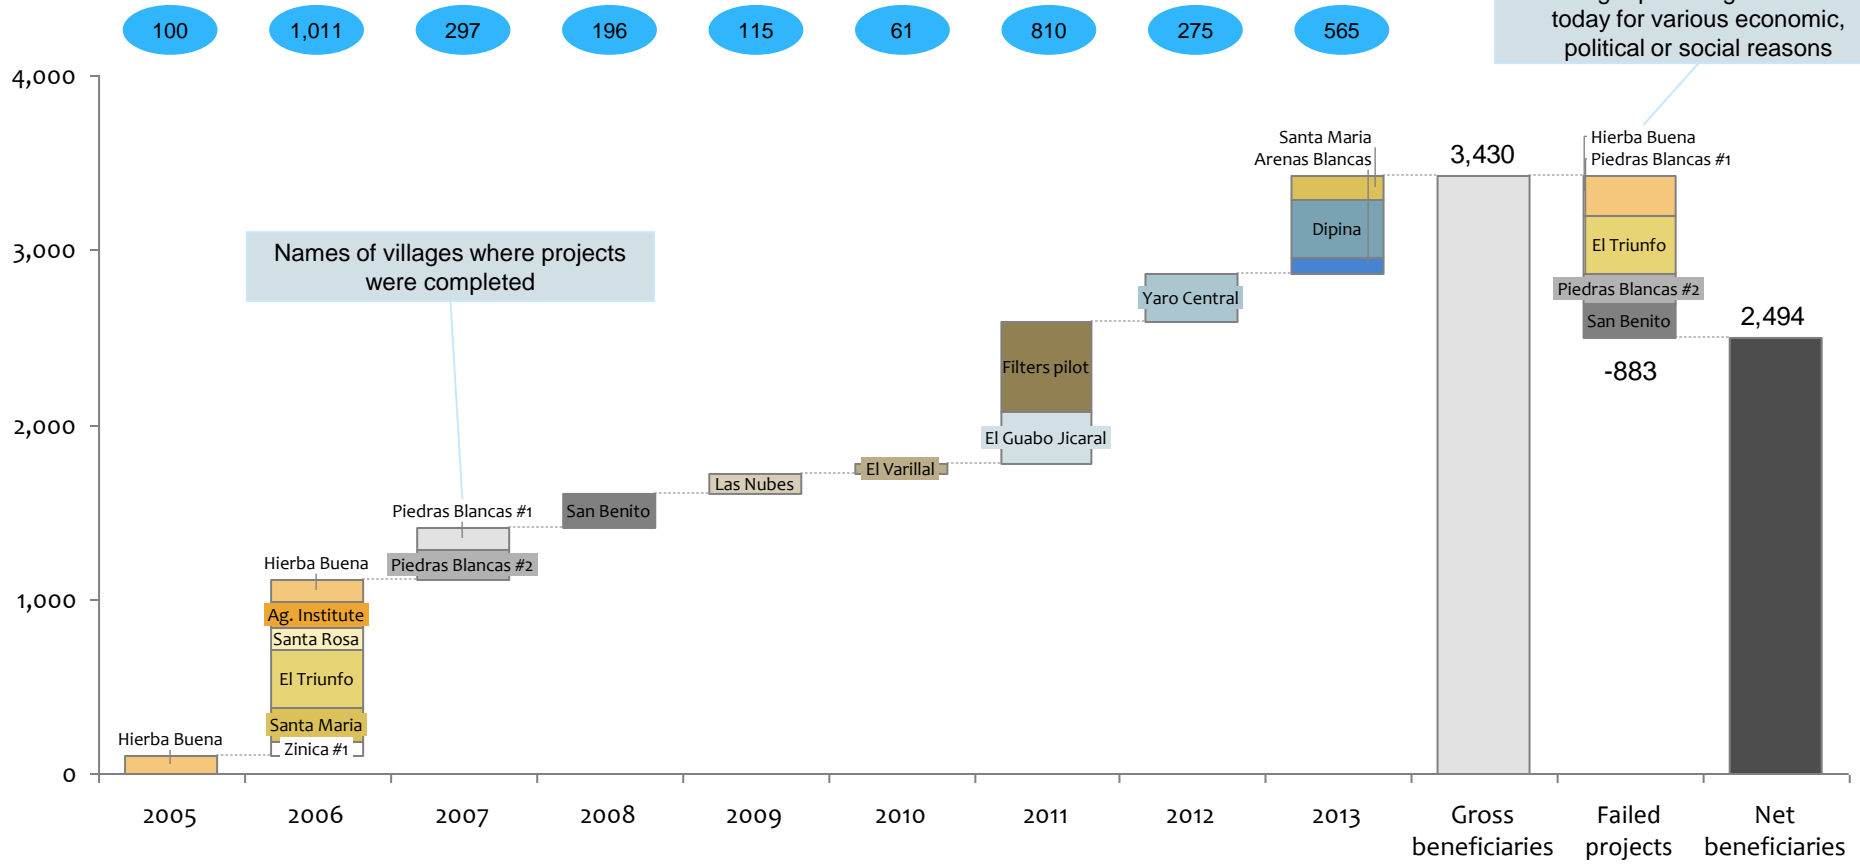 today for various economic,
political or social reasons
100
1,011
297
196
115
61
810
275
565
4,000
3,000
2,000
1,000
0
Names of villages where projects
were completed
Hierba Buena
Hierba Buena
Ag. Institute
Santa Rosa
El Triunfo
Santa Maria
Zinica #1
Piedras Blancas #1
Piedras Blancas #2
San Benito
Las Nubes
El Varillal
Filters pilot
El Guabo Jicaral
Yaro Central
Santa Maria
Arenas Blancas
Dipina
3,430
Hierba Buena
Piedras Blancas #1
El Triunfo
Piedras Blancas #2
San Benito
-883
2,494
2005
2006
2007
2008
2009
2010
2011
2012
2013
Gross
beneficiaries
Failed
projects
Net
beneficiaries